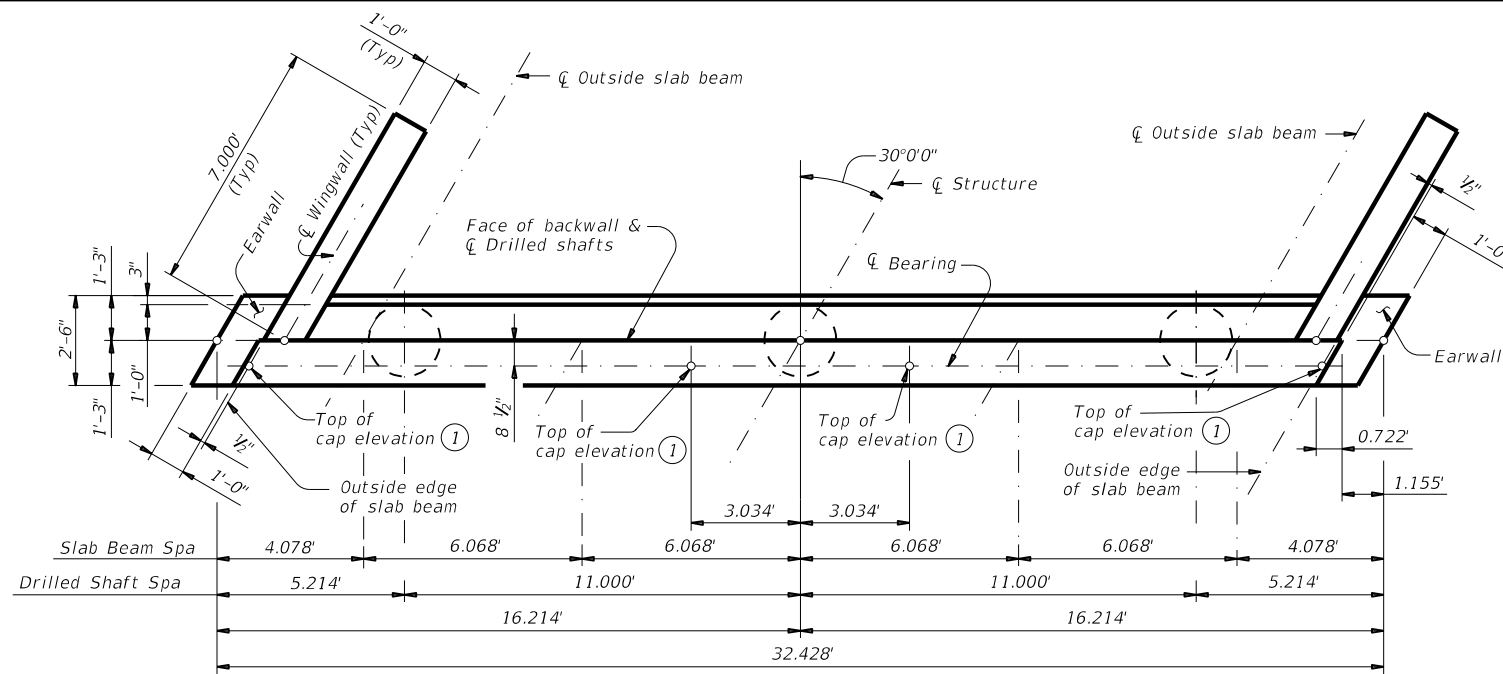 1'-0"
(Typ)
℄ Outside slab beam
7.000'
(Typ)
℄ Wingwall (Typ)
Earwall
℄ Outside slab beam
30°0'0"
℄ Structure
½"
1'-0
Face of backwall &
℄ Drilled shafts
℄ Bearing
1'-3"
3"
2'-6"
1'-0"
1'-3"
8 ½"
Earwall
Top of
cap elevation 1
Top of
cap elevation 1
Top of
cap elevation 1
Top of
cap elevation 1
½"
1'-0"
0.722'
Outside edge
of slab beam
Outside edge
of slab beam
1.155'
3.034' 3.034'
Slab Beam Spa 4.078' 6.068' 6.068' 6.068' 6.068' 4.078'
Drilled Shaft Spa 5.214' 11.000' 11.000' 5.214'
16.214' 16.214'
32.428'